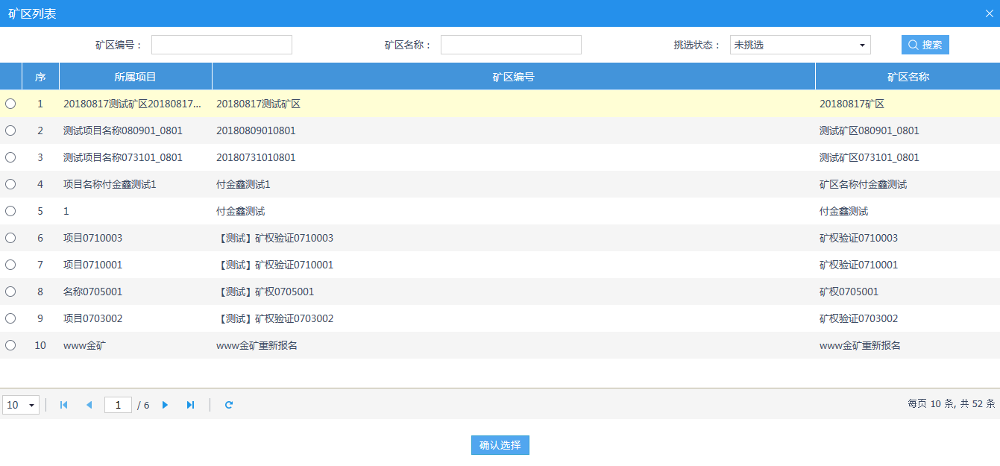 矿区列表
矿区编号： 矿区名称： 挑选状态： 未挑选 搜索
序 所属项目 矿区编号 矿区名称
1 20180817测试矿区20180817... 20180817测试矿区 20180817矿区
2 测试项目名称080901_0801 20180809010801 测试矿区080901_0801
3 测试项目名称073101_0801 20180731010801 测试矿区073101_0801
4 项目名称付金鑫测试1 付金鑫测试1 矿区名称付金鑫测试
5 1 付金鑫测试 付金鑫测试
6 项目0710003 【测试】矿权验证0710003 矿权验证0710003
7 项目0710001 【测试】矿权验证0710001 矿权验证0710001
8 名称0705001 【测试】矿权0705001 矿权0705001
9 项目0703002 【测试】矿权验证0703002 矿权验证0703002
10 www金矿 www金矿重新报名 www金矿重新报名
10 1 / 6 每页 10 条, 共 52 条
确认选择